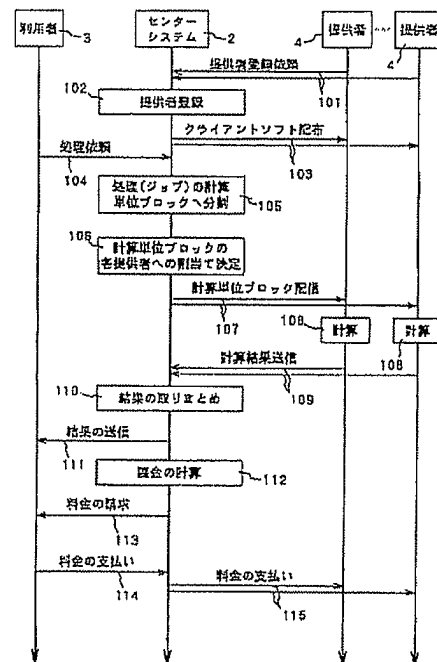 利用者
3
センター
システム
2
提供者
4
...
提供者
4
提供者登録依頼
101
102
提供者登録
クライアントソフト配布
103
処理依頼
104
処理(ジョブ)の計算
単位ブロックへ分割
105
106
計算単位ブロックの
各提供者への割当て決定
計算単位ブロック配信
107
108
計算
計算
108
計算結果送信
109
110
結果の取りまとめ
結果の送信
111
課金の計算
112
料金の請求
113
料金の支払い
114
料金の支払い
115